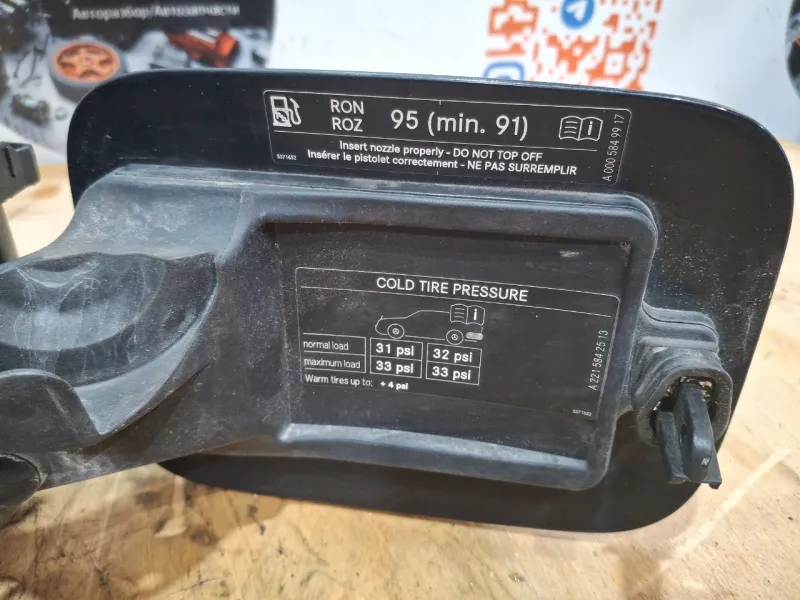 Авторазбор/Автозапчасти
RON
ROZ
95 (min. 91)
Insert nozzle properly - DO NOT TOP OFF
Insérer le pistolet correctement - NE PAS SURREMPLIR
5371452
A 000 584 99 17
COLD TIRE PRESSURE
normal load 31 psi 32 psi
maximum load 33 psi 33 psi
Warm tires up to: + 4 psi
A 221 584 25 13